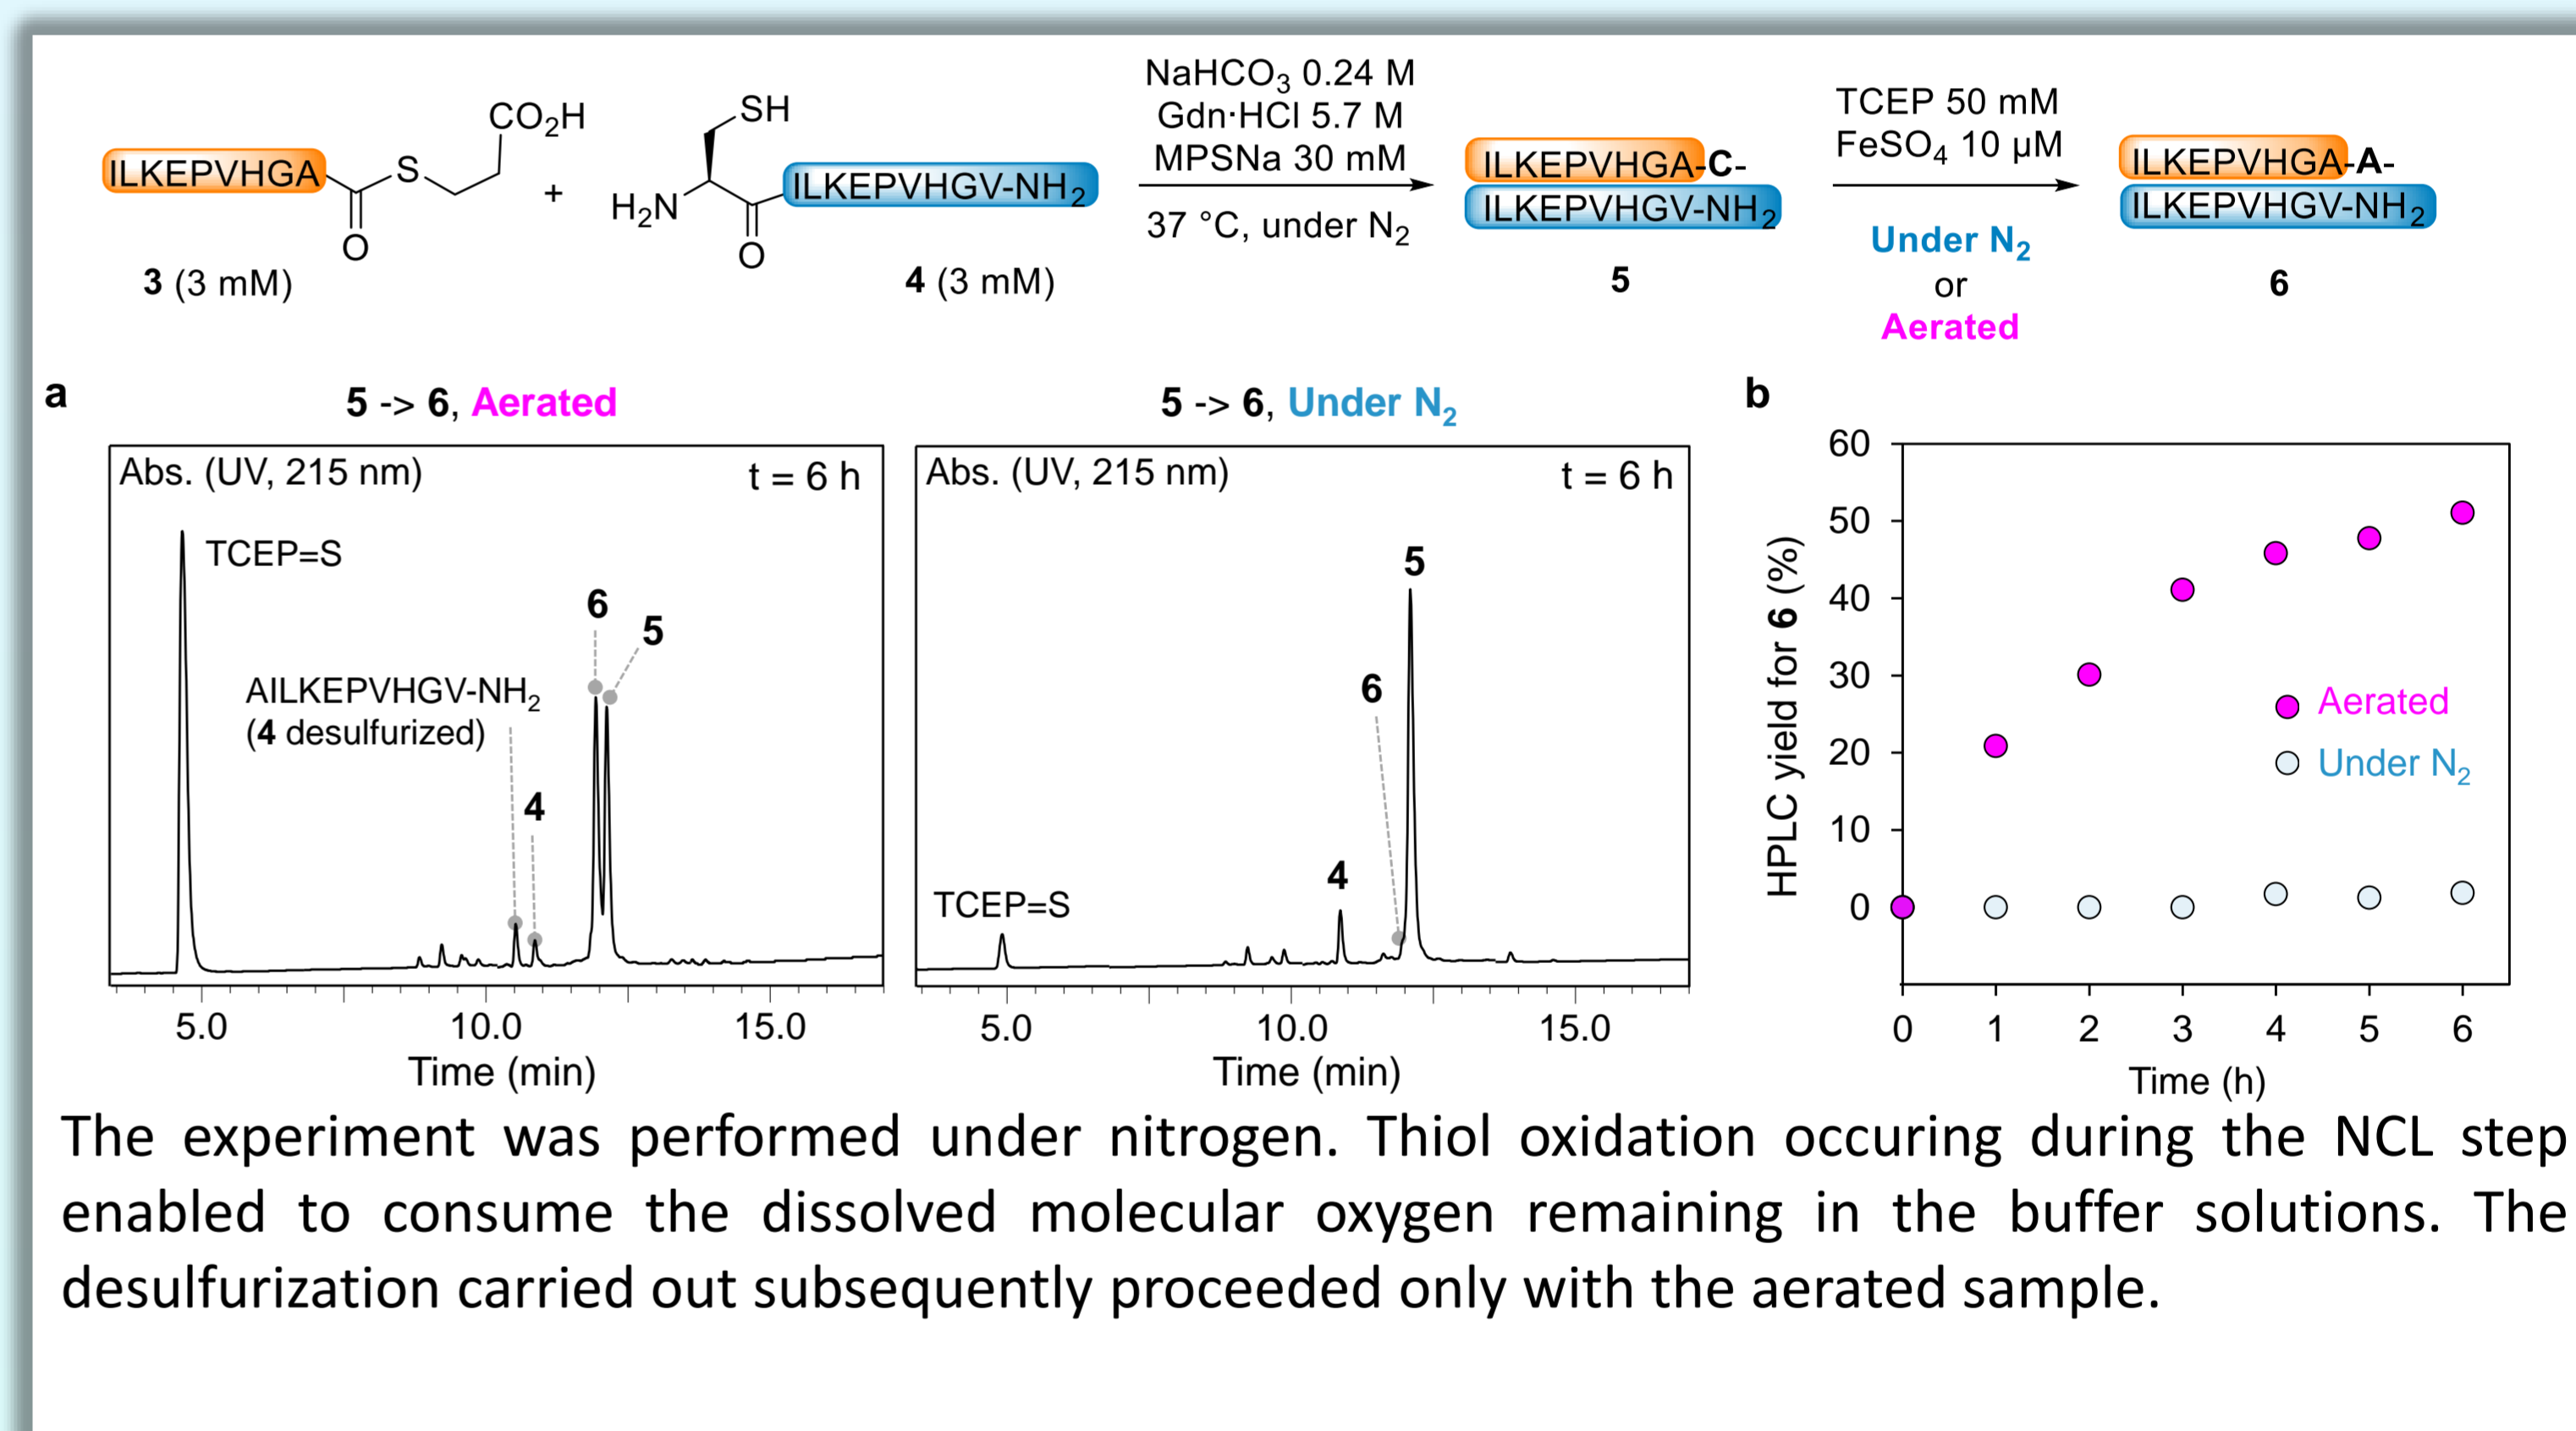 CO₂H
S
ILKEPVHGA
O
3 (3 mM)
+
SH
H₂N
O
ILKEPVHGV-NH₂
4 (3 mM)
NaHCO₃ 0.24 M
Gdn·HCl 5.7 M
MPSNa 30 mM
37 °C, under N₂
ILKEPVHGA-C-
ILKEPVHGV-NH₂
5
TCEP 50 mM
FeSO₄ 10 µM
Under N₂
or
Aerated
ILKEPVHGA-A-
ILKEPVHGV-NH₂
6
a
5 -> 6, Aerated
Abs. (UV, 215 nm)
t = 6 h
TCEP=S
6
5
AILKEPVHGV-NH₂
(4 desulfurized)
4
5.0 10.0 15.0
Time (min)
5 -> 6, Under N₂
Abs. (UV, 215 nm)
t = 6 h
5
6
4
TCEP=S
5.0 10.0 15.0
Time (min)
b
HPLC yield for 6 (%)
60
50
40
30
20
10
0
Aerated
Under N₂
0 1 2 3 4 5 6
Time (h)
The experiment was performed under nitrogen. Thiol oxidation occuring during the NCL step
enabled to consume the dissolved molecular oxygen remaining in the buffer solutions. The
desulfurization carried out subsequently proceeded only with the aerated sample.